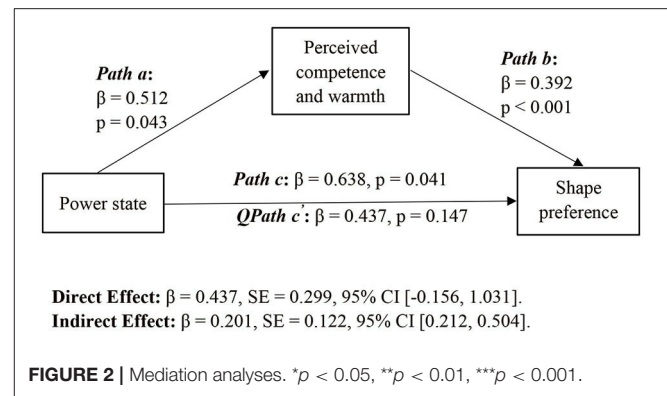 Path a:
β = 0.512
p = 0.043
Perceived
competence
and warmth
Path b:
β = 0.392
p < 0.001
Power state
Path c: β = 0.638, p = 0.041
QPath c’: β = 0.437, p = 0.147
Shape
preference
Direct Effect: β = 0.437, SE = 0.299, 95% CI [-0.156, 1.031].
Indirect Effect: β = 0.201, SE = 0.122, 95% CI [0.212, 0.504].
FIGURE 2 | Mediation analyses. *p < 0.05, **p < 0.01, ***p < 0.001.